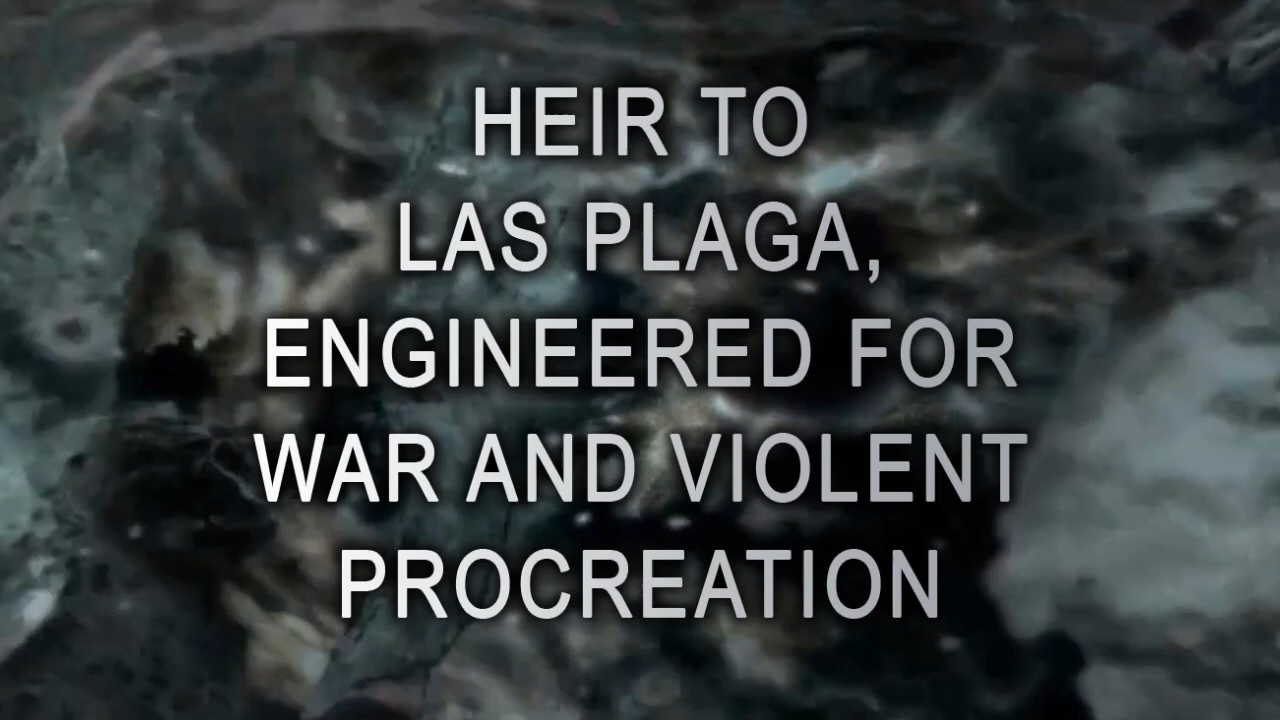 HEIR TO
LAS PLAGA,
ENGINEERED FOR
WAR AND VIOLENT
PROCREATION